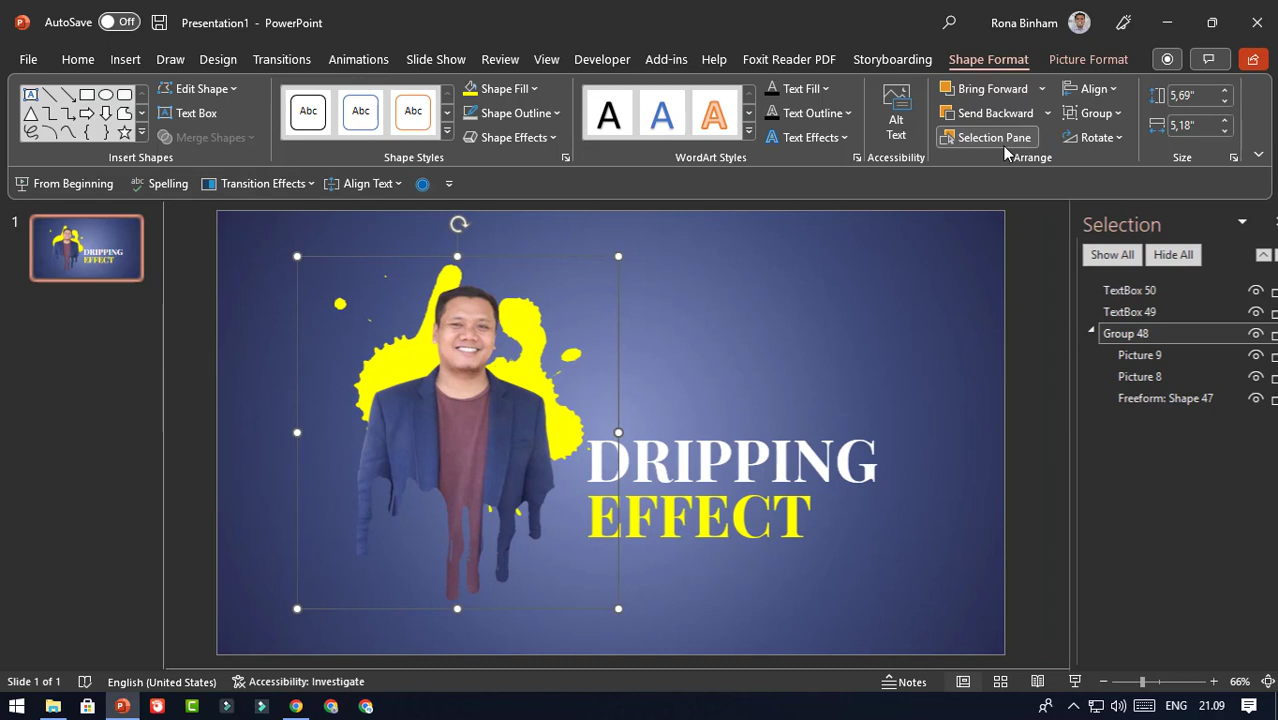 AutoSave Off Presentation1 - PowerPoint Rona Binham
File Home Insert Draw Design Transitions Animations Slide Show Review View Developer Add-ins Help Foxit Reader PDF Storyboarding Shape Format Picture Format
Edit Shape
Text Box
Merge Shapes
Insert Shapes
Abc Abc Abc
Shape Fill
Shape Outline
Shape Effects
Shape Styles
A A A
Text Fill
Text Outline
Text Effects
WordArt Styles
Alt
Text
Accessibility
Bring Forward
Send Backward
Selection Pane
Align
Group
Rotate
Arrange
5,69"
5,18"
Size
From Beginning Spelling Transition Effects Align Text
1
DRIPPING
EFFECT
DRIPPING
EFFECT
Selection
Show All Hide All
TextBox 50
TextBox 49
Group 48
Picture 9
Picture 8
Freeform: Shape 47
Slide 1 of 1 English (United States) Accessibility: Investigate Notes 66%
ENG 21.09